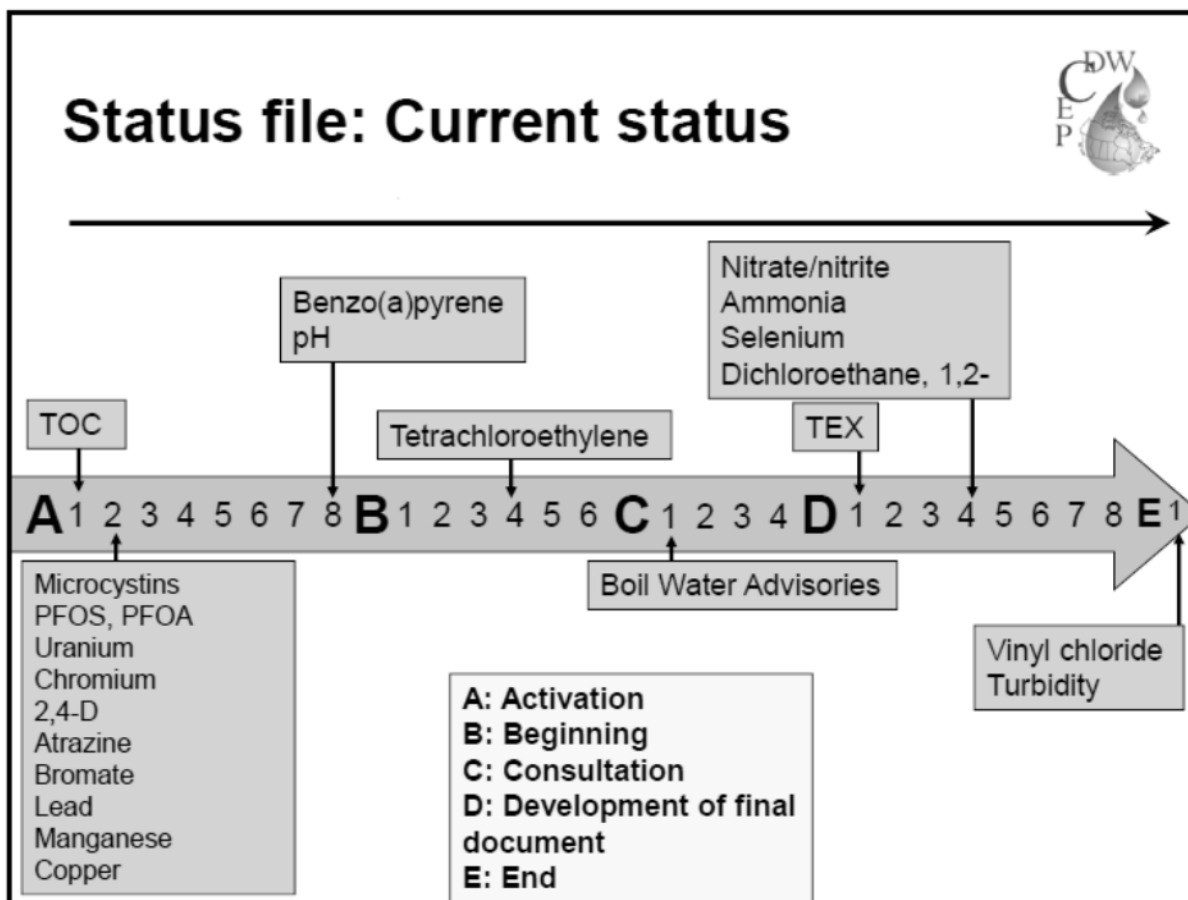 Status file: Current status
C DW
E
P
Nitrate/nitrite
Ammonia
Selenium
Dichloroethane, 1,2-
Benzo(a)pyrene
pH
TOC
Tetrachloroethylene
TEX
A 1 2 3 4 5 6 7 8 B 1 2 3 4 5 6 C 1 2 3 4 D 1 2 3 4 5 6 7 8 E 1
Microcystins
PFOS, PFOA
Uranium
Chromium
2,4-D
Atrazine
Bromate
Lead
Manganese
Copper
Boil Water Advisories
Vinyl chloride
Turbidity
A: Activation
B: Beginning
C: Consultation
D: Development of final
document
E: End